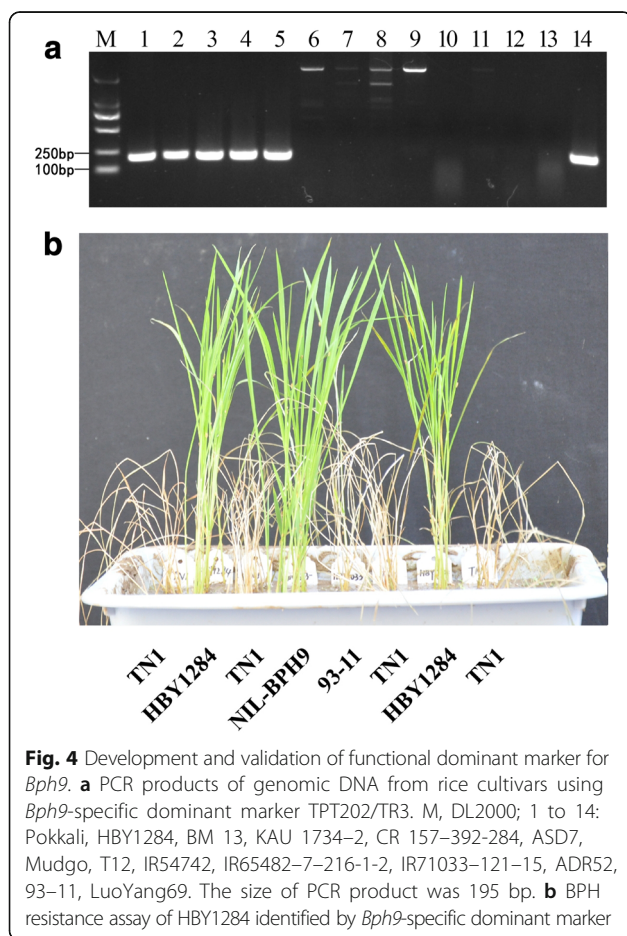 a
M 1 2 3 4 5 6 7 8 9 10 11 12 13 14
250bp
100bp
b
TN1 HBY1284 TN1 NIL-BPH9 93-11 TN1 HBY1284 TN1
Fig. 4 Development and validation of functional dominant marker for
Bph9. a PCR products of genomic DNA from rice cultivars using
Bph9-specific dominant marker TPT202/TR3. M, DL2000; 1 to 14:
Pokkali, HBY1284, BM 13, KAU 1734–2, CR 157–392-284, ASD7,
Mudgo, T12, IR54742, IR65482–7–216-1-2, IR71033–121–15, ADR52,
93–11, LuoYang69. The size of PCR product was 195 bp. b BPH
resistance assay of HBY1284 identified by Bph9-specific dominant marker